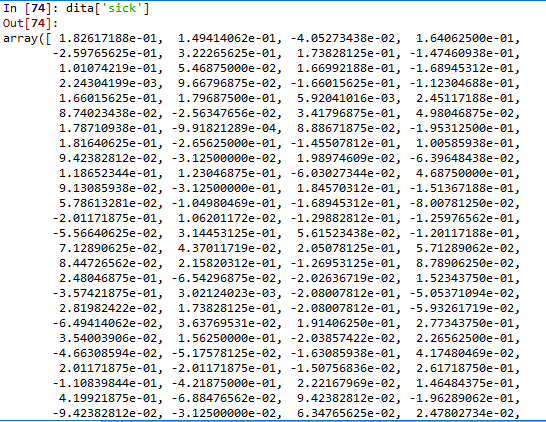 In [74]: dita['sick']
Out[74]:
array([ 1.82617188e-01,  1.49414062e-01, -4.05273438e-02,  1.64062500e-01,
       -2.59765625e-01,  3.22265625e-01,  1.73828125e-01, -1.47460938e-01,
        1.01074219e-01,  5.46875000e-02,  1.66992188e-01, -1.68945312e-01,
        2.24304199e-03,  9.66796875e-02, -1.66015625e-01, -1.12304688e-01,
        1.66015625e-01,  1.79687500e-01,  5.92041016e-03,  2.45117188e-01,
        8.74023438e-02, -2.56347656e-02,  3.41796875e-01,  4.98046875e-02,
        1.78710938e-01, -9.91821289e-04,  8.88671875e-02, -1.95312500e-01,
        1.81640625e-01, -2.65625000e-01, -1.45507812e-01,  1.00585938e-01,
        9.42382812e-02, -3.12500000e-02,  1.98974609e-02, -6.39648438e-02,
        1.18652344e-01,  1.23046875e-01, -6.03027344e-02,  4.68750000e-01,
        9.13085938e-02, -3.12500000e-01,  1.84570312e-01, -1.51367188e-01,
        5.78613281e-02, -1.04980469e-01, -1.68945312e-01, -8.00781250e-02,
       -2.01171875e-01,  1.06201172e-02, -1.29882812e-01, -1.25976562e-01,
       -5.56640625e-02,  3.14453125e-01,  5.61523438e-02, -1.20117188e-01,
        7.12890625e-02,  4.37011719e-02,  2.05078125e-01,  5.71289062e-02,
        8.44726562e-02,  2.15820312e-01, -1.26953125e-01,  8.78906250e-02,
        2.48046875e-01, -6.54296875e-02, -2.02636719e-02,  1.52343750e-01,
       -3.57421875e-01,  3.02124023e-03, -2.08007812e-01, -5.05371094e-02,
        2.81982422e-02,  1.73828125e-01, -2.08007812e-01, -5.93261719e-02,
       -6.49414062e-02,  3.63769531e-02,  1.91406250e-01,  2.77343750e-01,
        3.54003906e-02,  1.56250000e-01, -2.03857422e-02,  2.26562500e-01,
       -4.66308594e-02, -5.17578125e-02, -1.63085938e-01,  4.17480469e-02,
        2.01171875e-01, -2.01171875e-01, -1.50756836e-02,  2.61718750e-01,
       -1.10839844e-01, -4.21875000e-01,  2.22167969e-02,  1.46484375e-01,
        4.19921875e-01, -6.88476562e-02,  9.42382812e-02, -1.96289062e-01,
       -9.42382812e-02, -3.12500000e-02,  6.34765625e-02,  2.47802734e-02,